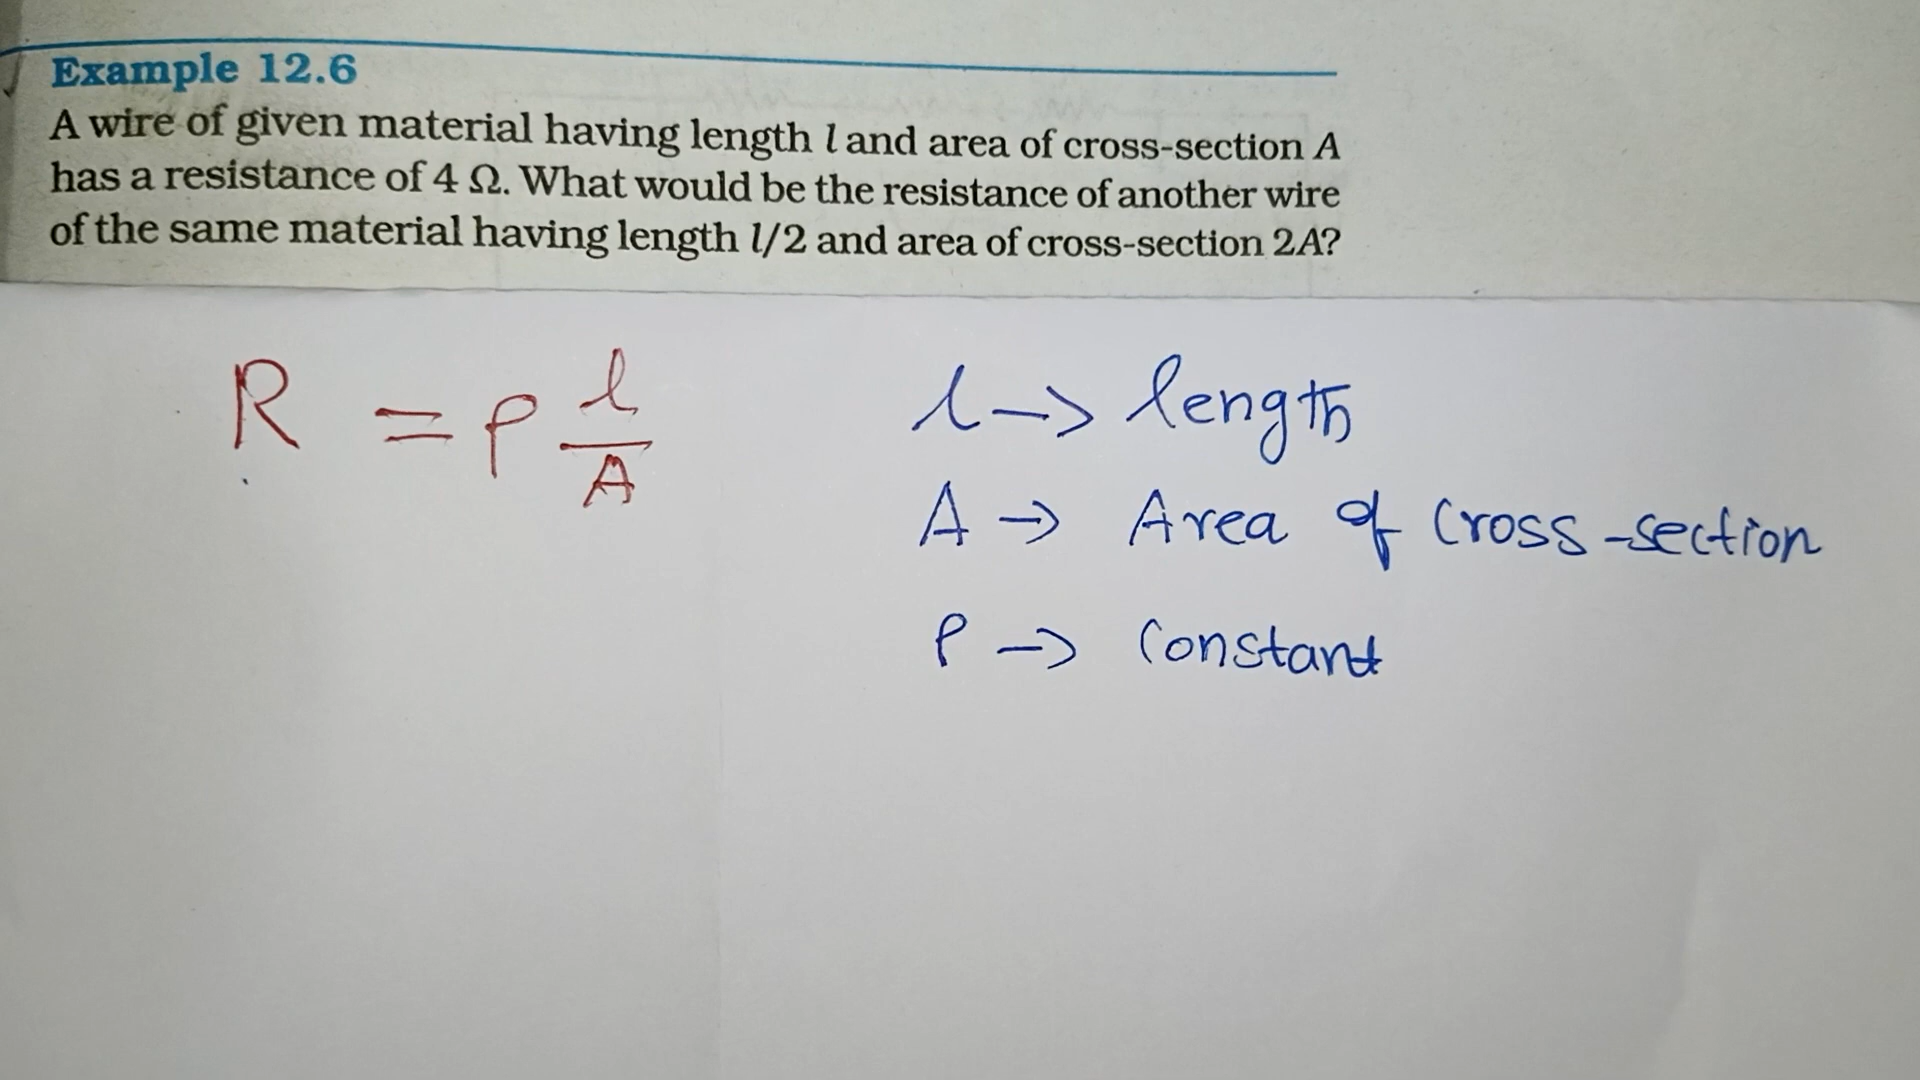 Example 12.6
A wire of given material having length l and area of cross-section A
has a resistance of 4 Ω. What would be the resistance of another wire
of the same material having length l/2 and area of cross-section 2A?
R = ρ l/A
l -> length
A -> Area of cross-section
ρ -> constant